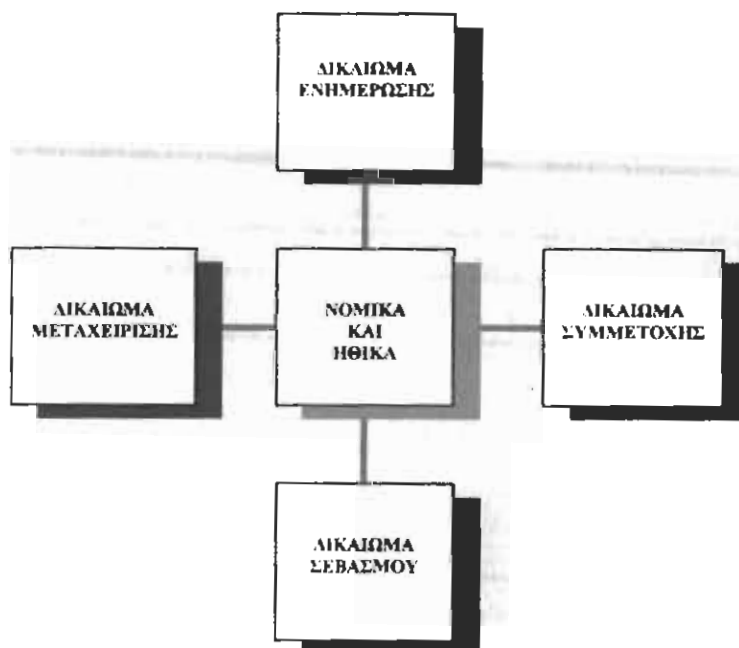 ΔΙΚΑΙΩΜΑ
ΕΝΗΜΕΡΩΣΗΣ
ΔΙΚΑΙΩΜΑ
ΜΕΤΑΧΕΙΡΙΣΗΣ
ΝΟΜΙΚΑ
ΚΑΙ
ΗΘΙΚΑ
ΔΙΚΑΙΩΜΑ
ΣΥΜΜΕΤΟΧΗΣ
ΔΙΚΑΙΩΜΑ
ΣΕΒΑΣΜΟΥ